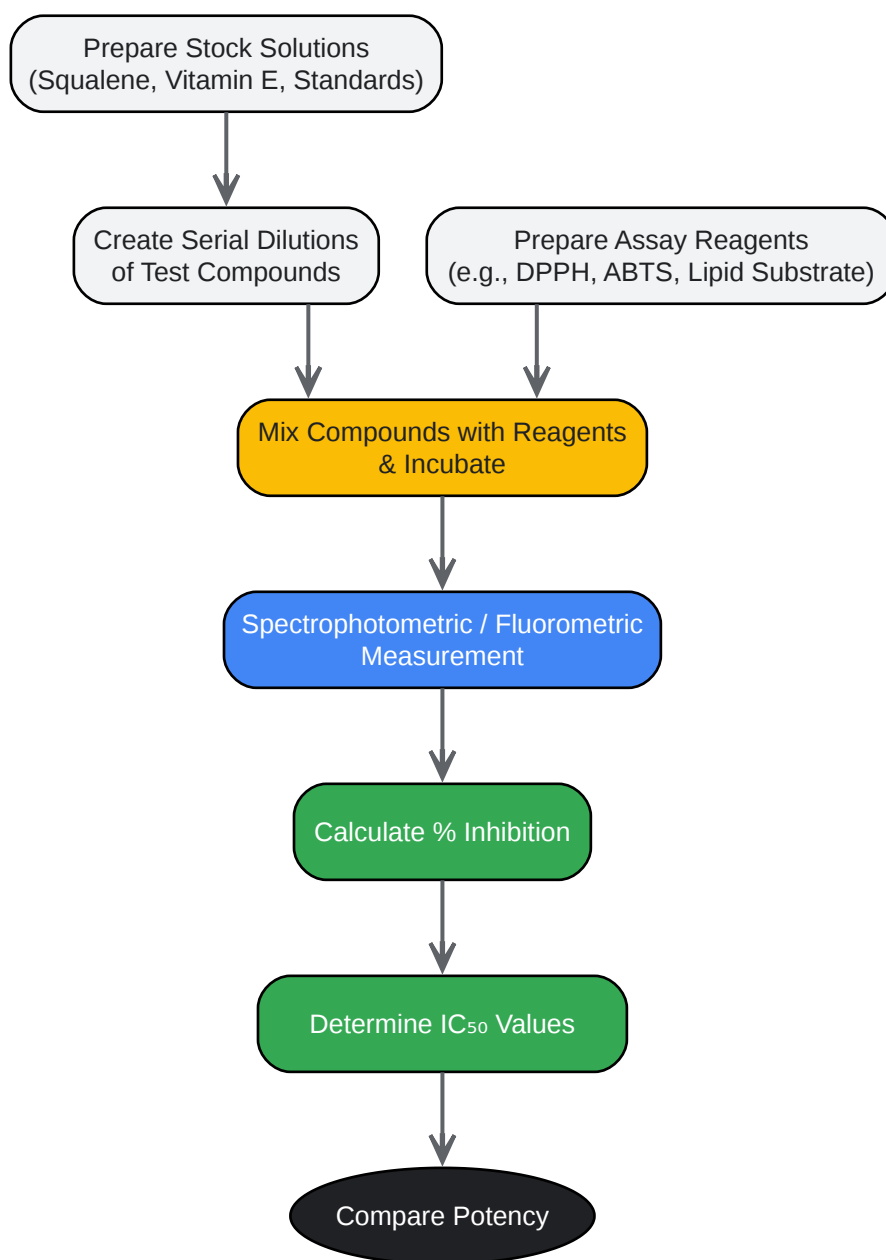 Prepare Stock Solutions
(Squalene, Vitamin E, Standards)
Create Serial Dilutions
of Test Compounds
Prepare Assay Reagents
(e.g., DPPH, ABTS, Lipid Substrate)
Mix Compounds with Reagents
& Incubate
Spectrophotometric / Fluorometric
Measurement
Calculate % Inhibition
Determine IC₅₀ Values
Compare Potency